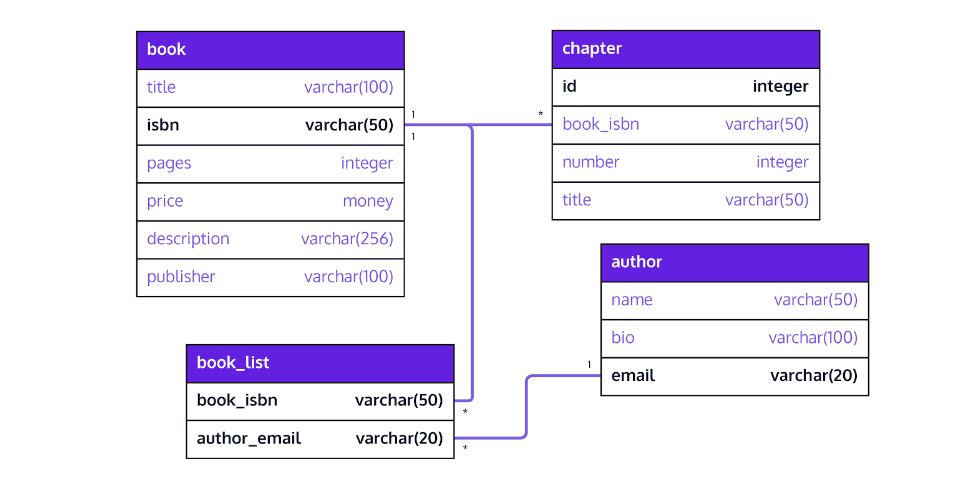 book
title varchar(100)
isbn varchar(50)
pages integer
price money
description varchar(256)
publisher varchar(100)
1
1
*
chapter
id integer
book_isbn varchar(50)
number integer
title varchar(50)
author
name varchar(50)
bio varchar(100)
email varchar(20)
1
book_list
book_isbn varchar(50)
author_email varchar(20)
*
*